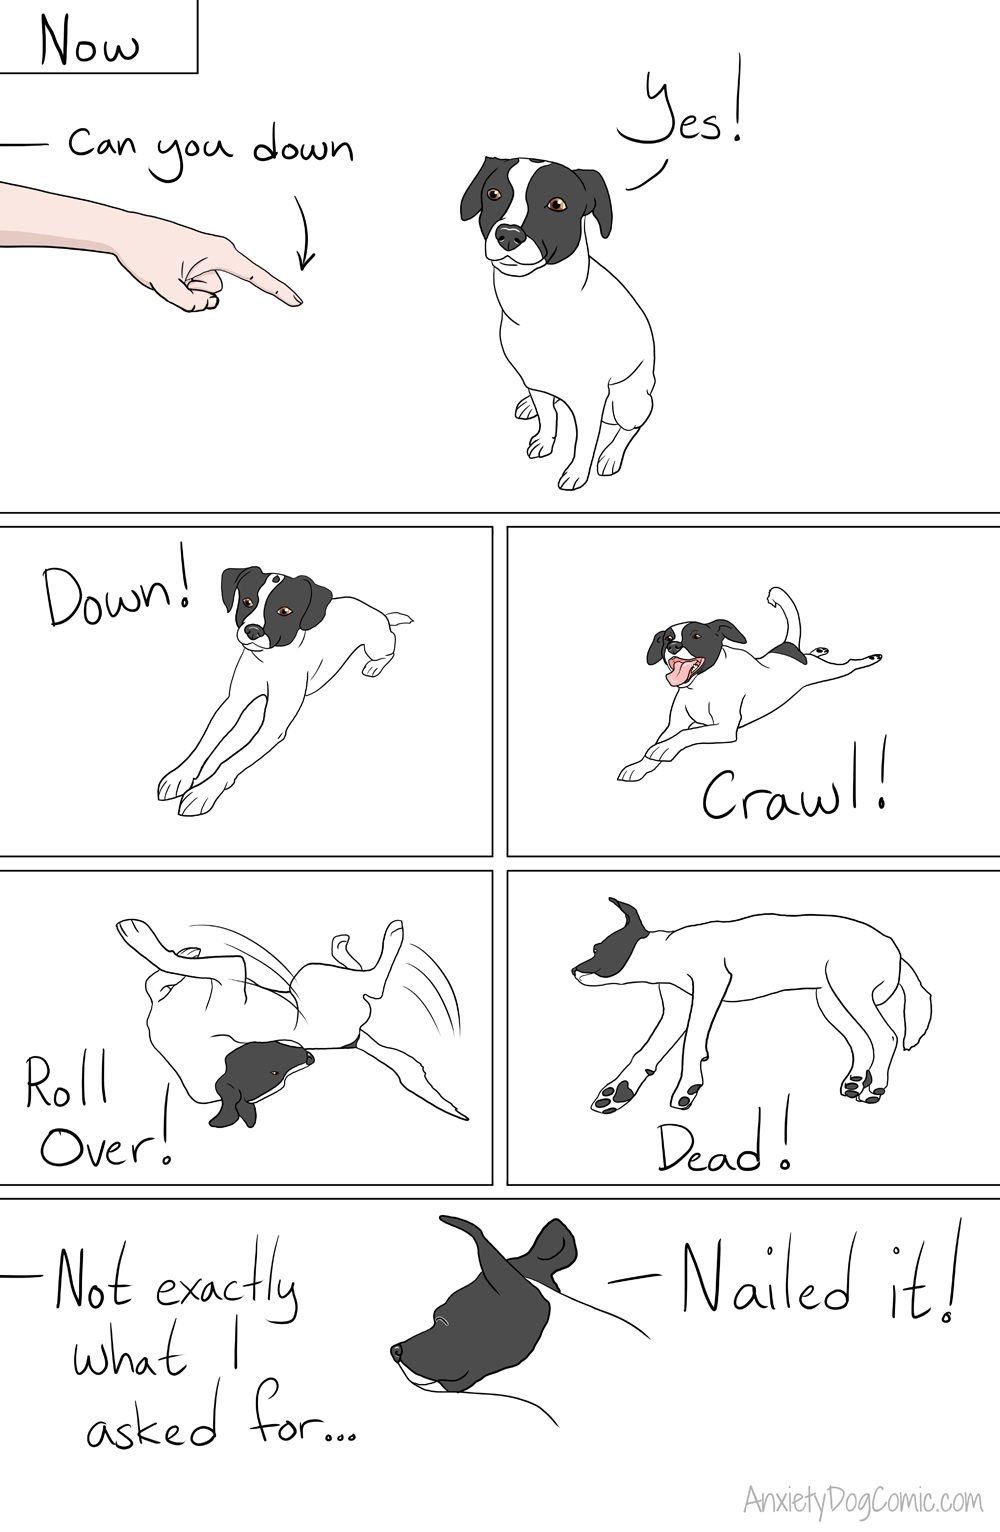 Now
Can you down
Yes!
Down!
Crawl!
Roll
Over!
Dead!
Not exactly
what I
asked for...
Nailed it!
AnxietyDogComic.com